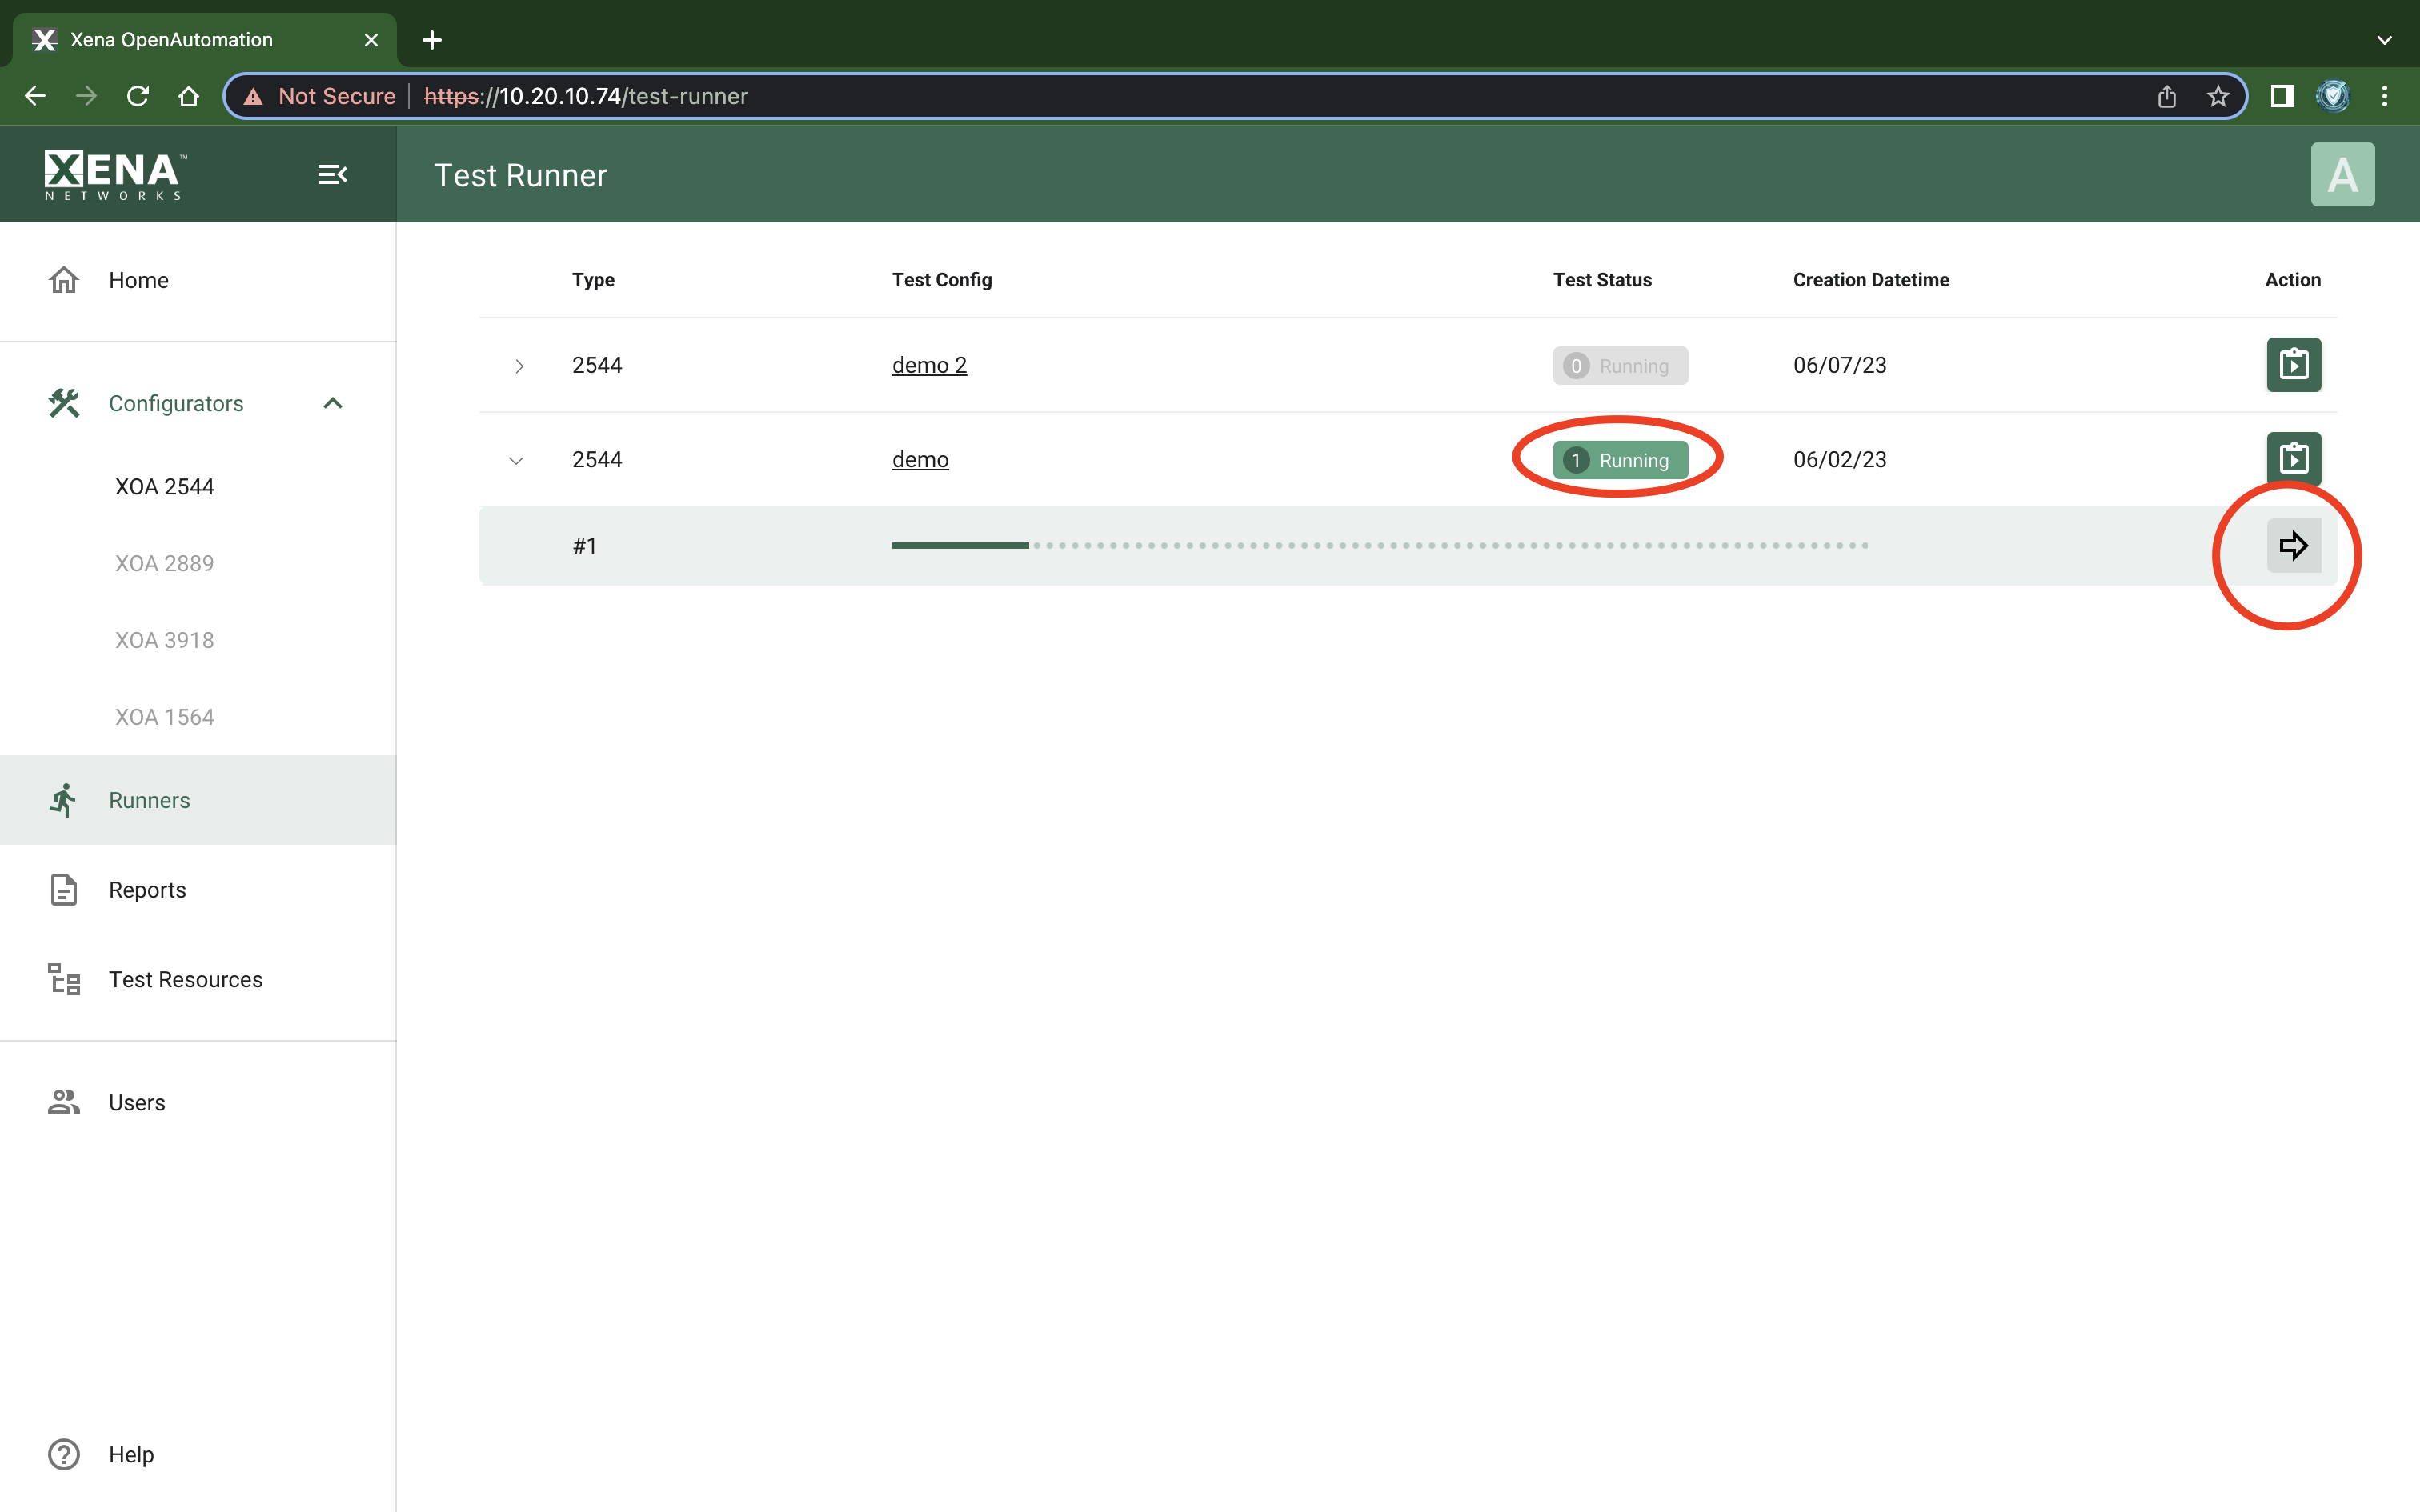 Xena OpenAutomation
Not Secure https://10.20.10.74/test-runner
XENA™
NETWORKS
Test Runner
A
Home
Configurators
XOA 2544
XOA 2889
XOA 3918
XOA 1564
Runners
Reports
Test Resources
Users
Help
Type Test Config Test Status Creation Datetime Action
2544 demo 2 0 Running 06/07/23
2544 demo 1 Running 06/02/23
#1